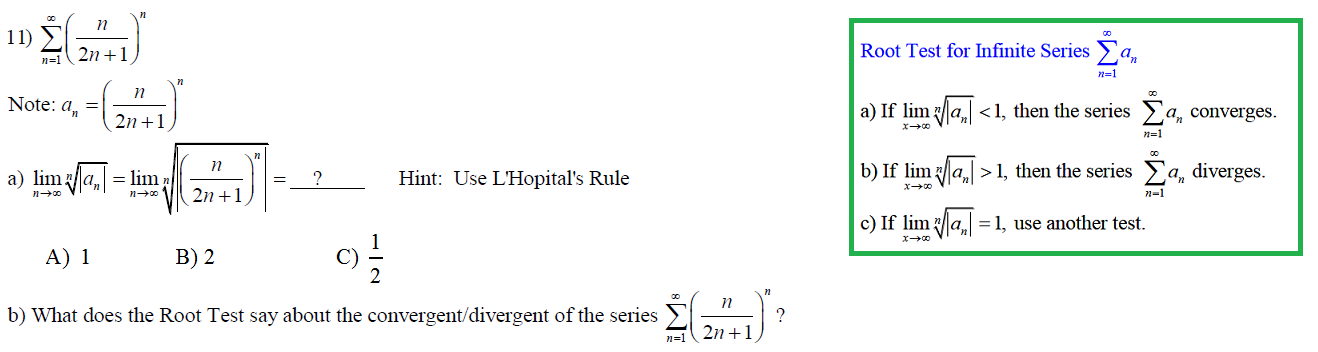 11) $\sum_{n=1}^{\infty}\left(\frac{n}{2n+1}\right)^n$
Note: $a_n = \left(\frac{n}{2n+1}\right)^n$
a) $\lim_{n\to\infty}\sqrt[n]{|a_n|} = \lim_{n\to\infty}\sqrt[n]{\left|\left(\frac{n}{2n+1}\right)^n\right|} =$ __?__ Hint: Use L'Hopital's Rule
A) 1 B) 2 C) $\frac{1}{2}$
b) What does the Root Test say about the convergent/divergent of the series $\sum_{n=1}^{\infty}\left(\frac{n}{2n+1}\right)^n$ ?
Root Test for Infinite Series $\sum_{n=1}^{\infty} a_n$
a) If $\lim_{x\to\infty}\sqrt[n]{|a_n|} < 1$, then the series $\sum_{n=1}^{\infty} a_n$ converges.
b) If $\lim_{x\to\infty}\sqrt[n]{|a_n|} > 1$, then the series $\sum_{n=1}^{\infty} a_n$ diverges.
c) If $\lim_{x\to\infty}\sqrt[n]{|a_n|} = 1$, use another test.